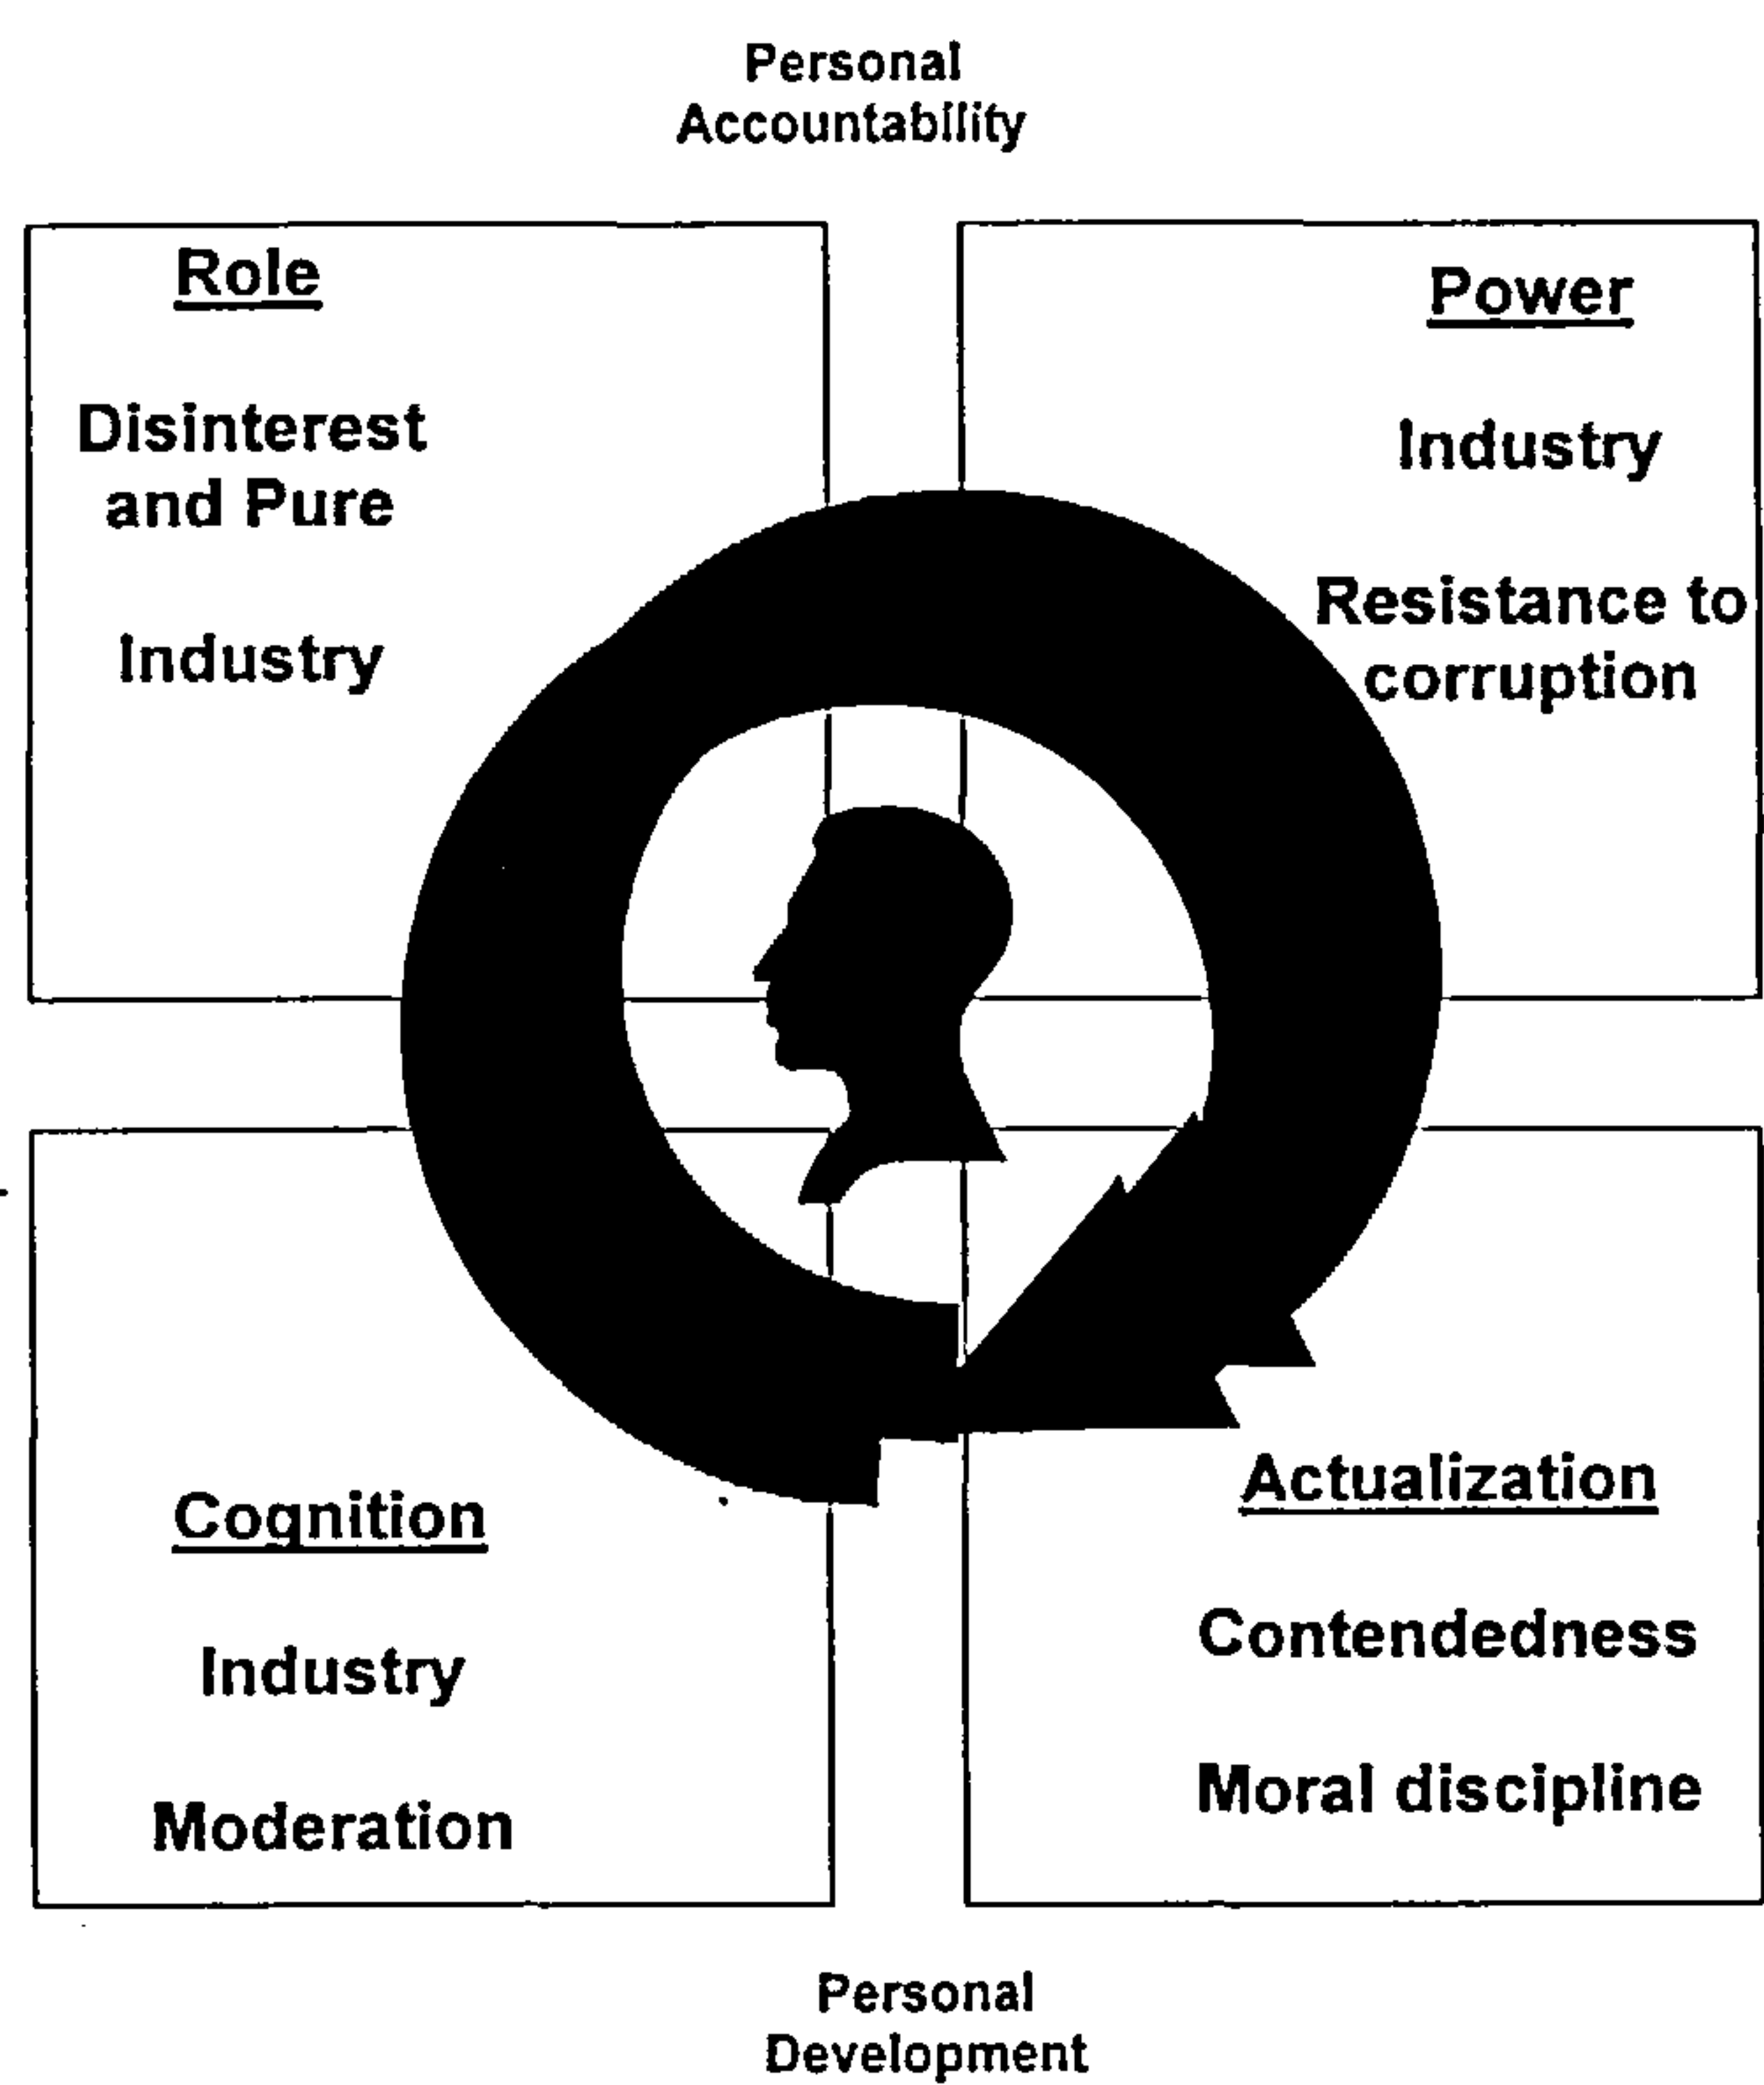 Personal
Accountability
Role
Disinterest
and Pure
Industry
Power
Industry
Resistance to
corruption
Cognition
Industry
Moderation
Actualization
Contendedness
Moral discipline
Personal
Development